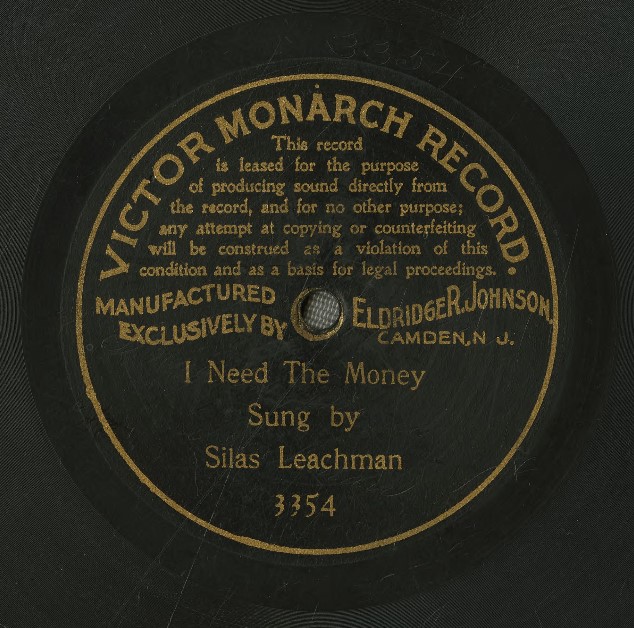 VICTOR MONARCH RECORD.
This record
is leased for the purpose
of producing sound directly from
the record, and for no other purpose;
any attempt at copying or counterfeiting
will be construed as a violation of this
condition and as a basis for legal proceedings.
MANUFACTURED
EXCLUSIVELY BY
ELDRIDGE R. JOHNSON,
CAMDEN, N J.
I Need The Money
Sung by
Silas Leachman
3354